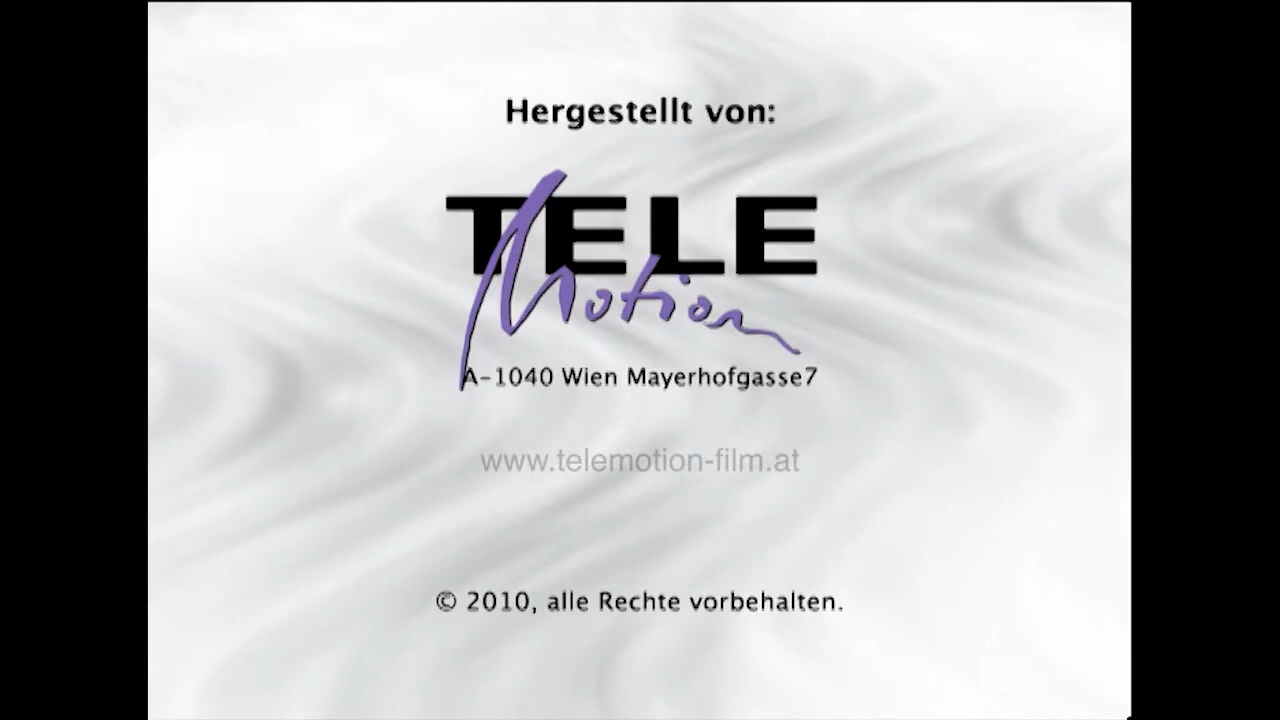 Hergestellt von:
TELE
Motion
A-1040 Wien Mayerhofgasse7
www.telemotion-film.at
© 2010, alle Rechte vorbehalten.